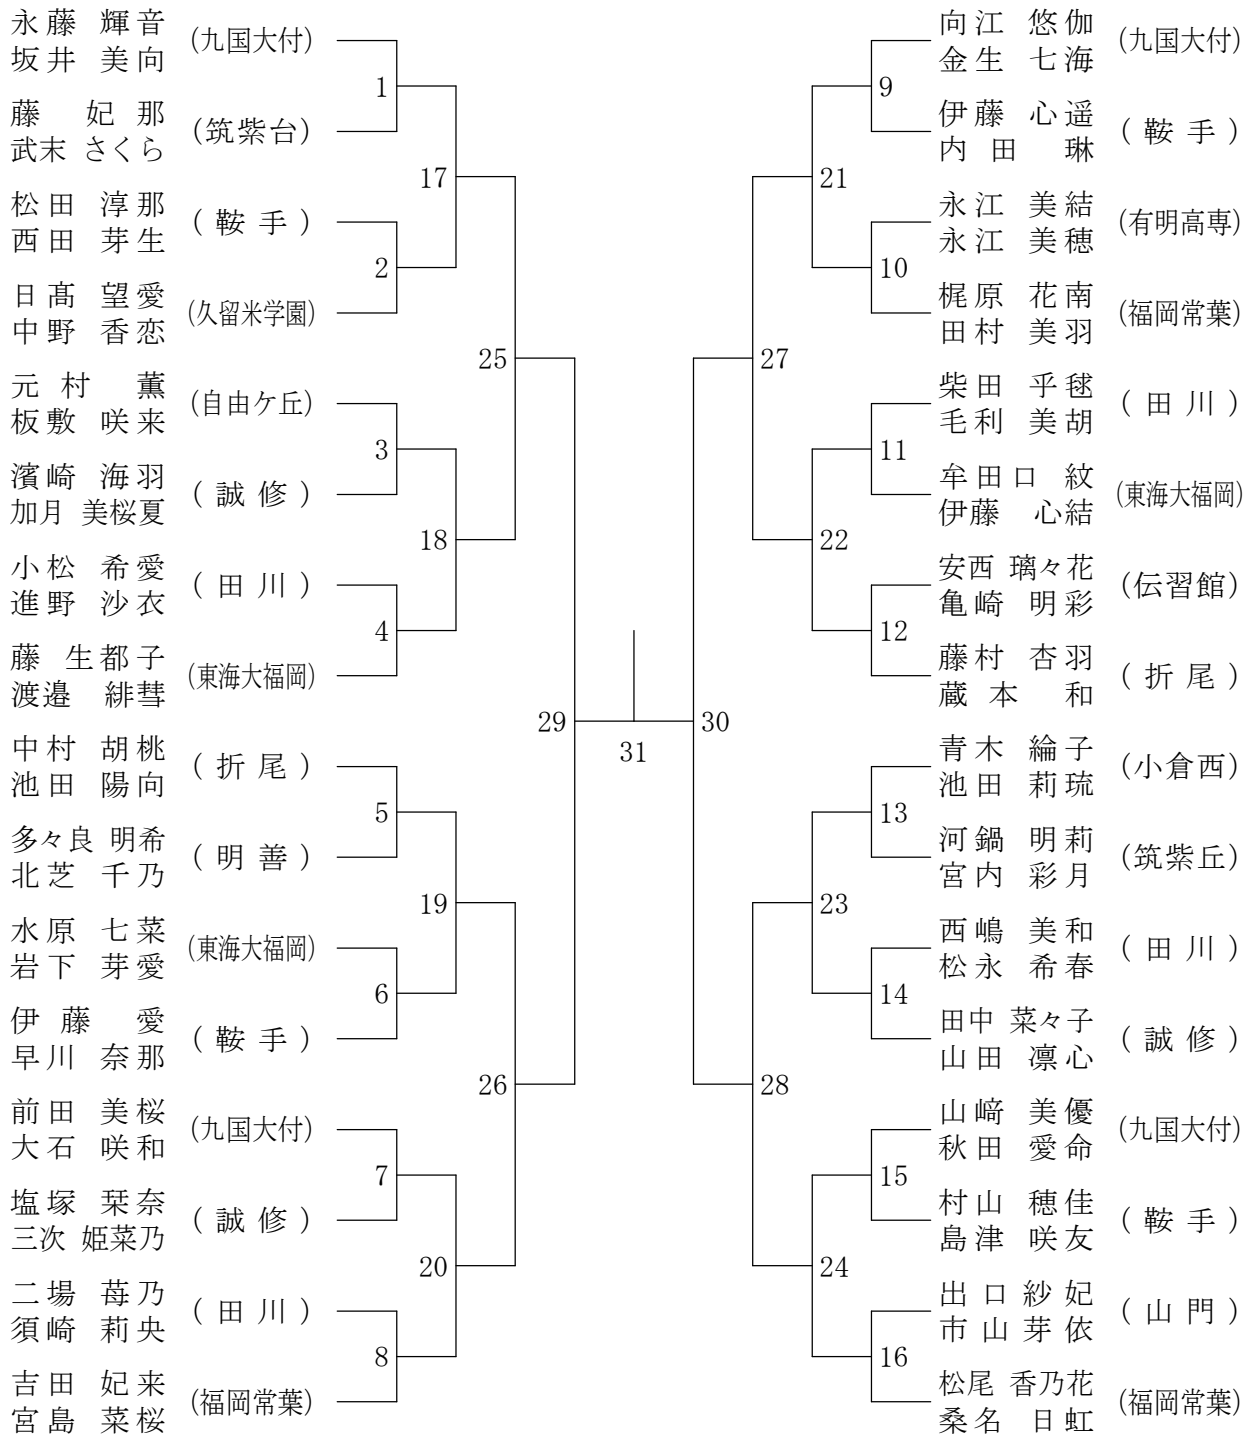 永藤 輝音
坂井 美向
(九国大付)
1
藤 妃那
武末 さくら
(筑紫台)
17
松田 淳那
西田 芽生
(鞍手)
2
日髙 望愛
中野 香恋
(久留米学園)
25
元村 薫
板敷 咲来
(自由ケ丘)
3
濱崎 海羽
加月 美桜夏
(誠修)
18
小松 希愛
進野 沙衣
(田川)
4
藤 生都子
渡邉 緋彗
(東海大福岡)
29
中村 胡桃
池田 陽向
(折尾)
5
多々良 明希
北芝 千乃
(明善)
19
水原 七菜
岩下 芽愛
(東海大福岡)
6
伊藤 愛
早川 奈那
(鞍手)
26
前田 美桜
大石 咲和
(九国大付)
7
塩塚 栞奈
三次 姫菜乃
(誠修)
20
二場 苺乃
須崎 莉央
(田川)
8
吉田 妃来
宮島 菜桜
(福岡常葉)
31
向江 悠伽
金生 七海
(九国大付)
9
伊藤 心遥
内田 琳
(鞍手)
21
永江 美結
永江 美穂
(有明高専)
10
梶原 花南
田村 美羽
(福岡常葉)
27
柴田 乎毬
毛利 美胡
(田川)
11
牟田口 紋
伊藤 心結
(東海大福岡)
22
安西 璃々花
亀崎 明彩
(伝習館)
12
藤村 杏羽
蔵本 和
(折尾)
30
青木 綸子
池田 莉琉
(小倉西)
13
河鍋 明莉
宮内 彩月
(筑紫丘)
23
西嶋 美和
松永 希春
(田川)
14
田中 菜々子
山田 凛心
(誠修)
28
山﨑 美優
秋田 愛命
(九国大付)
15
村山 穂佳
島津 咲友
(鞍手)
24
出口 紗妃
市山 芽依
(山門)
16
松尾 香乃花
桑名 日虹
(福岡常葉)